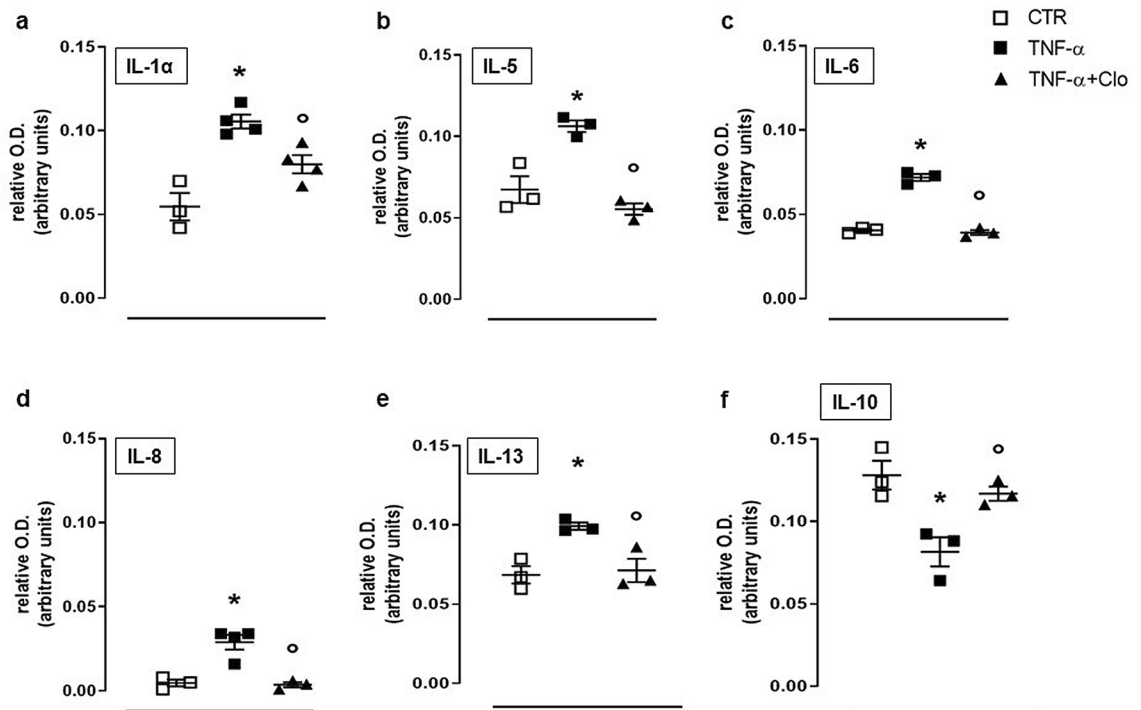 a
IL-1α
*
relative O.D.
(arbitrary units)
0.15
0.10
0.05
0.00
b
IL-5
*
relative O.D.
(arbitrary units)
0.15
0.10
0.05
0.00
c
IL-6
*
relative O.D.
(arbitrary units)
0.15
0.10
0.05
0.00
CTR
TNF-α
TNF-α+Clo
d
IL-8
*
relative O.D.
(arbitrary units)
0.15
0.10
0.05
0.00
e
IL-13
*
relative O.D.
(arbitrary units)
0.15
0.10
0.05
0.00
f
IL-10
*
relative O.D.
(arbitrary units)
0.15
0.10
0.05
0.00